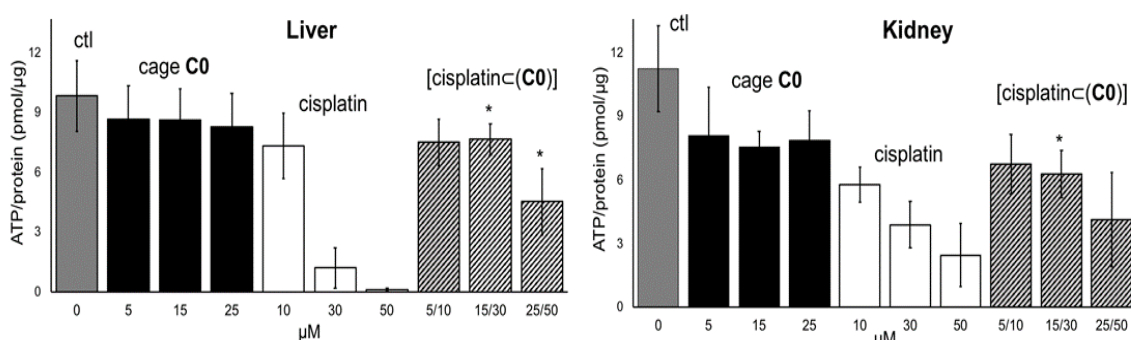 Liver
ctl
cage C0
cisplatin
[cisplatin⊂(C0)]
*
*
ATP/protein (pmol/µg)
12
9
6
3
0
0 5 15 25 10 30 50 5/10 15/30 25/50
µM
Kidney
ctl
cage C0
cisplatin
[cisplatin⊂(C0)]
*
ATP/protein (pmol/µg)
12
9
6
3
0
0 5 15 25 10 30 50 5/10 15/30 25/50
µM